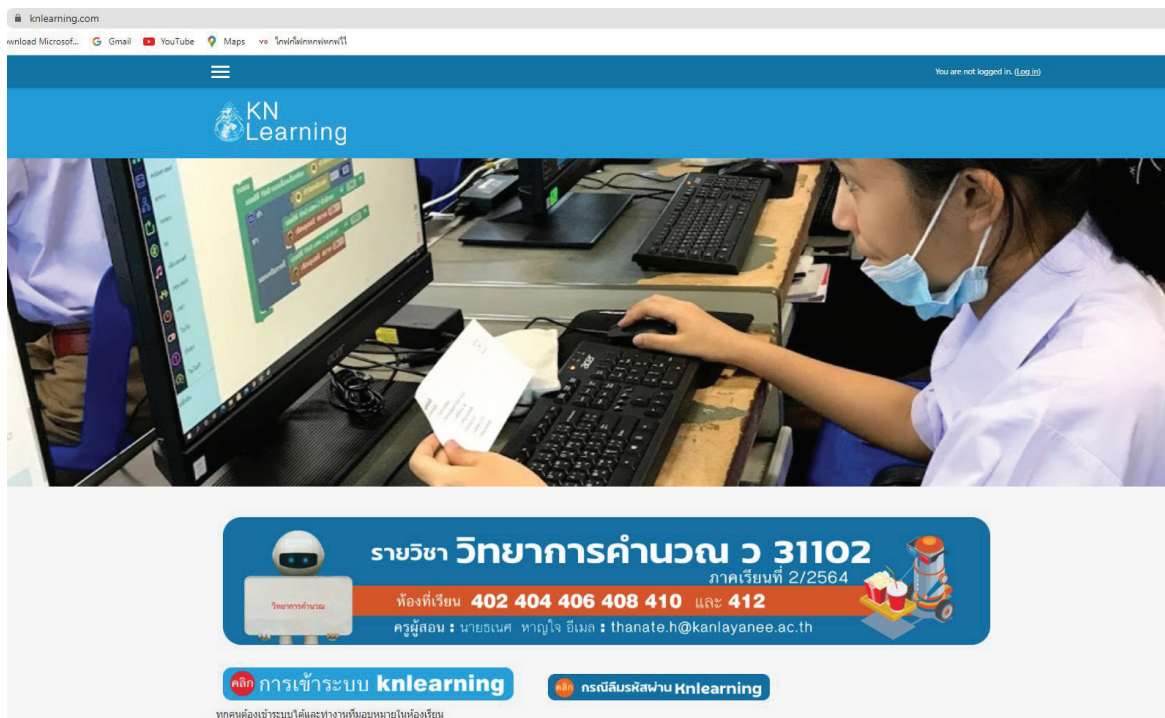 knlearning.com
Gmail YouTube Maps
You are not logged in. (Log in)
KN
Learning
acer
รายวิชา วิทยาการคำนวณ ว 31102
ภาคเรียนที่ 2/2564
วิทยาการคำนวณ
ห้องที่เรียน 402 404 406 408 410 และ 412
ครูผู้สอน : นายธเนศ หาญใจ อีเมล : thanate.h@kanlayanee.ac.th
คลิก การเข้าระบบ knlearning
คลิก กรณีลืมรหัสผ่าน Knlearning
ทุกคนต้องเข้าระบบได้และทำงานที่มอบหมายในห้องเรียน